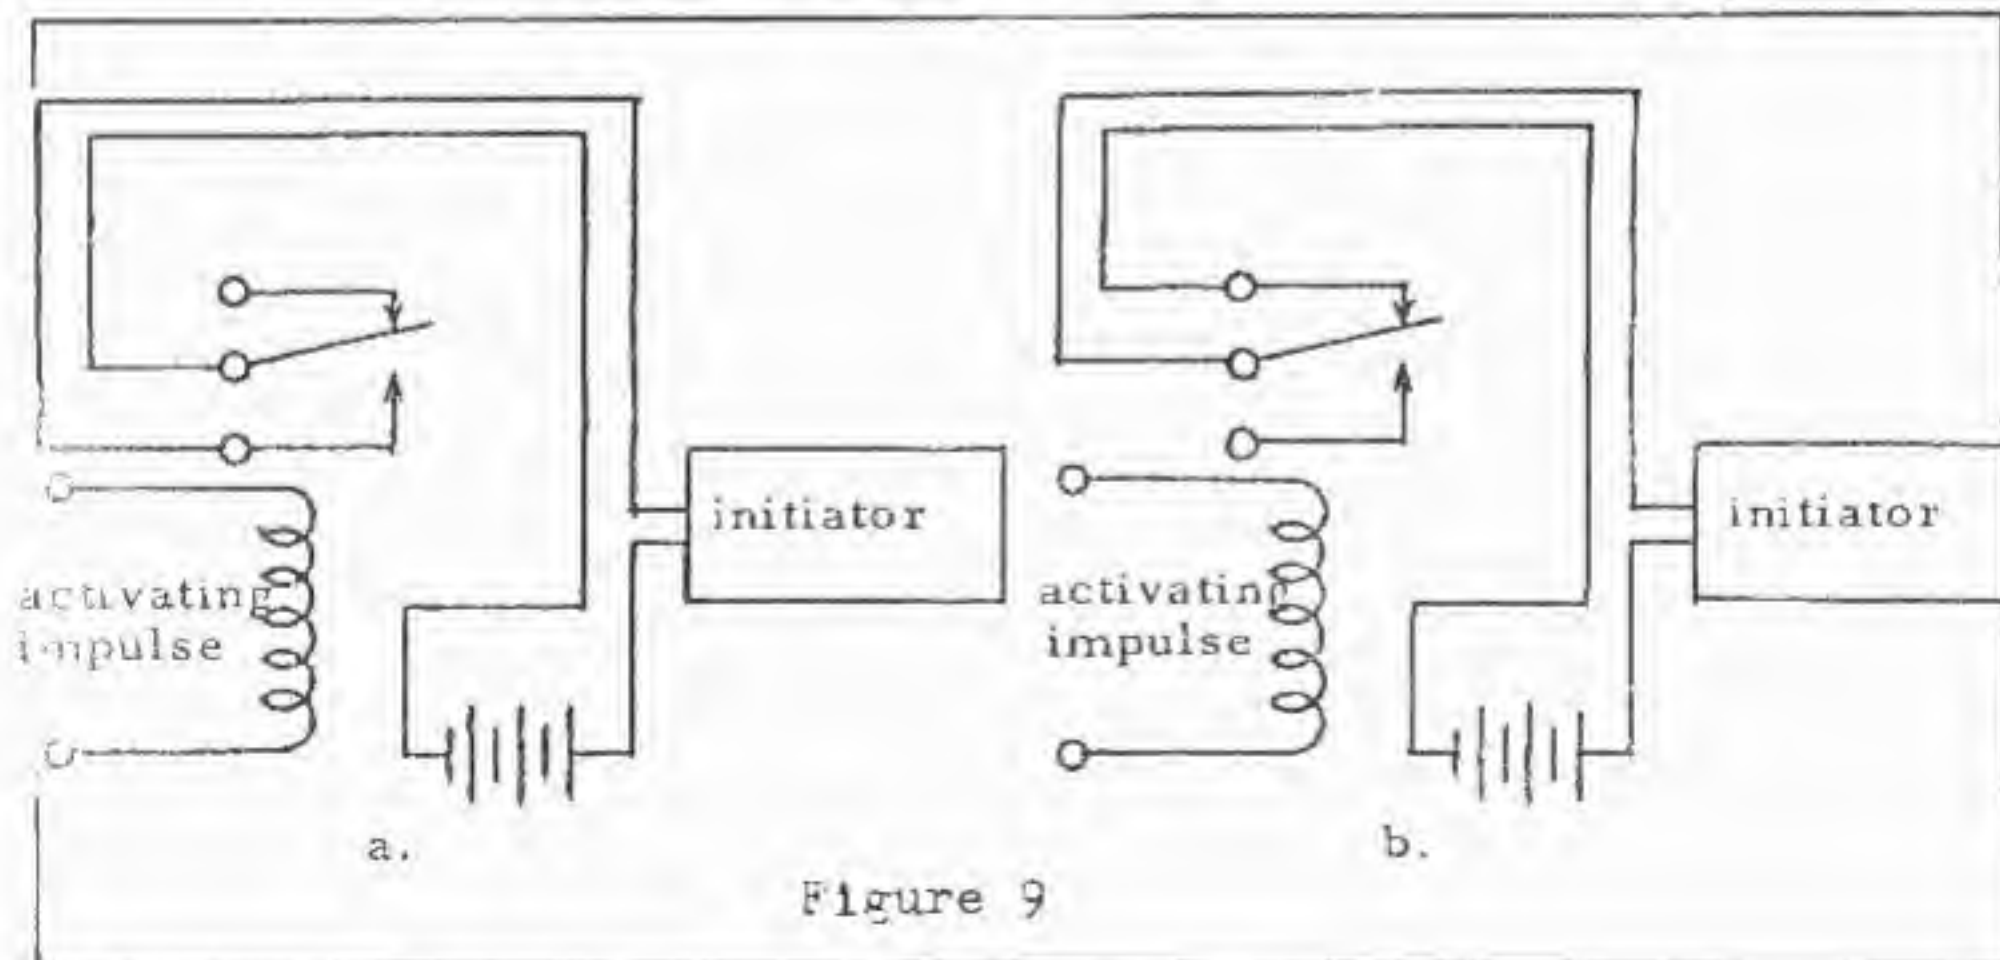 initiator
activating
impulse
a.
initiator
activating
impulse
b.
Figure 9